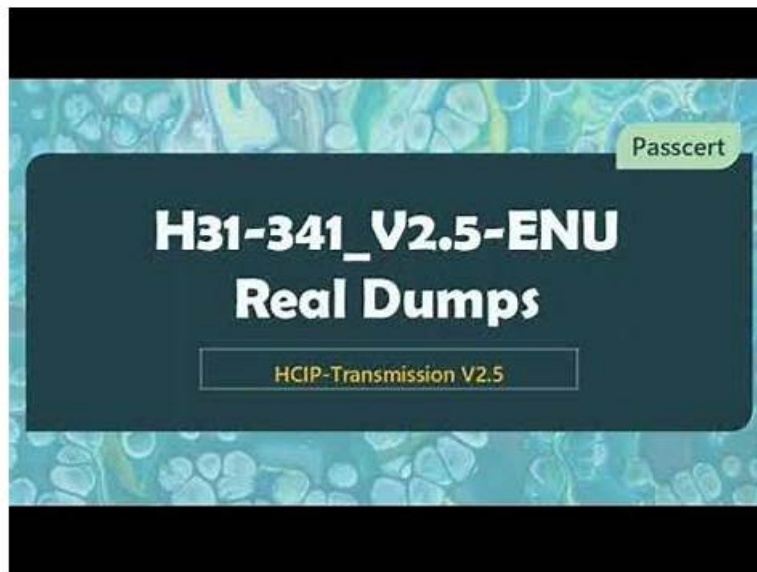 Passcert
H31-341_V2.5-ENU
Real Dumps
HCIP-Transmission V2.5